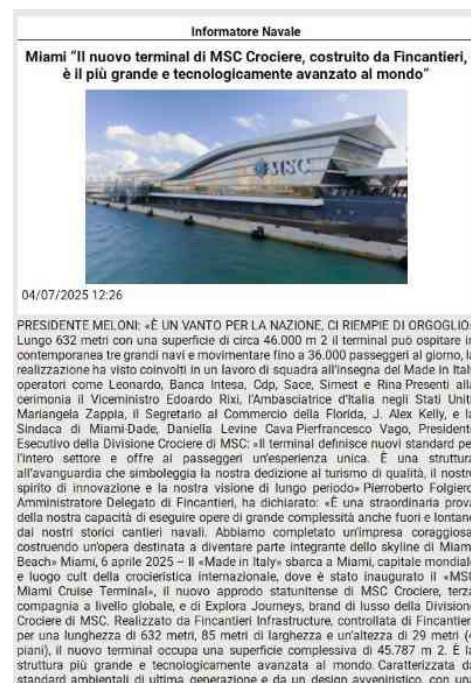 Informatore Navale
Miami “Il nuovo terminal di MSC Crociere, costruito da Fincantieri,
è il più grande e tecnologicamente avanzato al mondo”
MSC
04/07/2025 12:26
PRESIDENTE MELONI: «È UN VANTO PER LA NAZIONE, CI RIEMPIE DI ORGOGLIO»
Lungo 632 metri con una superficie di circa 46.000 m 2 il terminal può ospitare in
contemporanea tre grandi navi e movimentare fino a 36.000 passeggeri al giorno, la
realizzazione ha visto coinvolti in un lavoro di squadra all'insegna del Made in Italy
operatori come Leonardo, Banca Intesa, Cdp, Sace, Simest e Rina Presenti alla
cerimonia il Viceministro Edoardo Rixi, l'Ambasciatrice d'Italia negli Stati Uniti
Mariangela Zappia, il Segretario al Commercio della Florida, J. Alex Kelly, e la
Sindaca di Miami-Dade, Daniella Levine Cava Pierfrancesco Vago, Presidente
Esecutivo della Divisione Crociere di MSC: «Il terminal definisce nuovi standard per
l'intero settore e offre ai passeggeri un'esperienza unica. È una struttura
all'avanguardia che simboleggia la nostra dedizione al turismo di qualità, il nostro
spirito di innovazione e la nostra visione di lungo periodo» Pierroberto Folgiero,
Amministratore Delegato di Fincantieri, ha dichiarato: «È una straordinaria prova
della nostra capacità di eseguire opere di grande complessità anche fuori e lontano
dai nostri storici cantieri navali. Abbiamo completato un'impresa coraggiosa,
costruendo un'opera destinata a diventare parte integrante dello skyline di Miami
Beach» Miami, 6 aprile 2025 – Il «Made in Italy» sbarca a Miami, capitale mondiale
e luogo cult della crocieristica internazionale, dove è stato inaugurato il «MSC
Miami Cruise Terminal», il nuovo approdo statunitense di MSC Crociere, terza
compagnia a livello globale, e di Explora Journeys, brand di lusso della Divisione
Crociere di MSC. Realizzato da Fincantieri Infrastructure, controllata di Fincantieri,
per una lunghezza di 632 metri, 85 metri di larghezza e un'altezza di 29 metri (4
piani), il nuovo terminal occupa una superficie complessiva di 45.787 m 2. È la
struttura più grande e tecnologicamente avanzata al mondo. Caratterizzata da
standard ambientali di ultima generazione e da un design avveniristico, con una